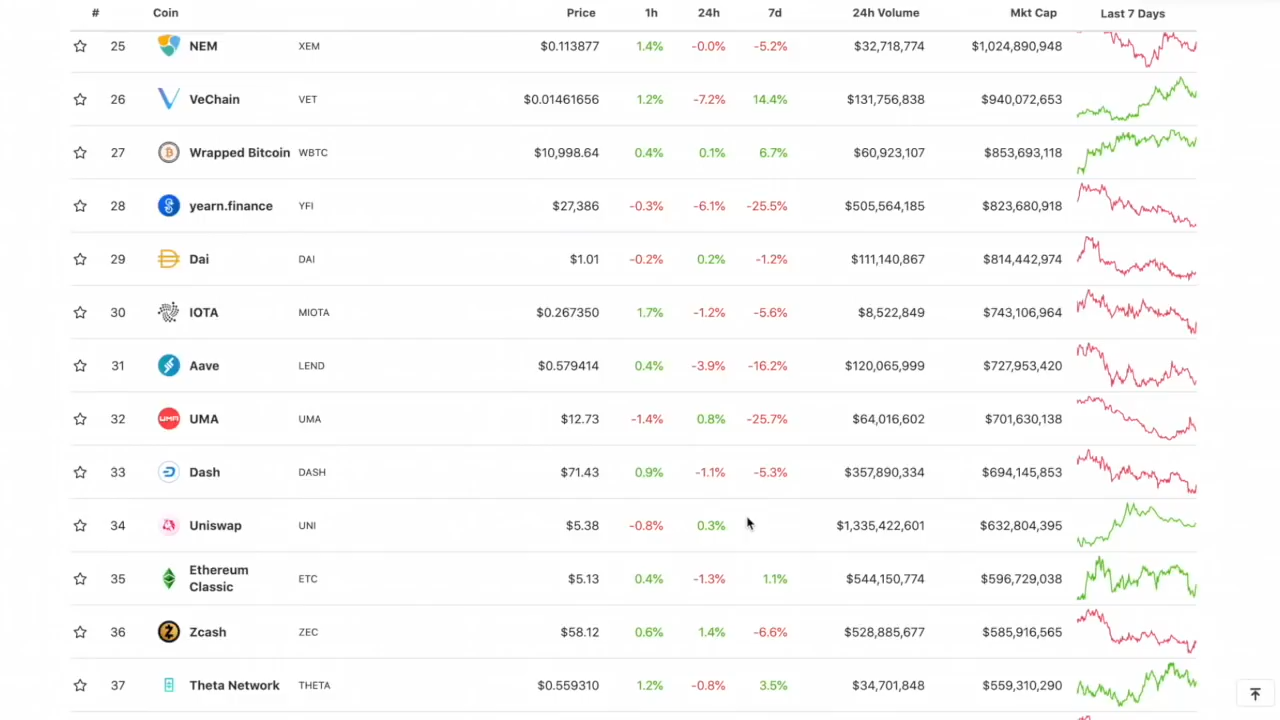 # Coin Price 1h 24h 7d 24h Volume Mkt Cap Last 7 Days
25 NEM XEM $0.113877 1.4% -0.0% -5.2% $32,718,774 $1,024,890,948
26 VeChain VET $0.01461656 1.2% -7.2% 14.4% $131,756,838 $940,072,653
27 Wrapped Bitcoin WBTC $10,998.64 0.4% 0.1% 6.7% $60,923,107 $853,693,118
28 yearn.finance YFI $27,386 -0.3% -6.1% -25.5% $505,564,185 $823,680,918
29 Dai DAI $1.01 -0.2% 0.2% -1.2% $111,140,867 $814,442,974
30 IOTA MIOTA $0.267350 1.7% -1.2% -5.6% $8,522,849 $743,106,964
31 Aave LEND $0.579414 0.4% -3.9% -16.2% $120,065,999 $727,953,420
UMA
32 UMA UMA $12.73 -1.4% 0.8% -25.7% $64,016,602 $701,630,138
33 Dash DASH $71.43 0.9% -1.1% -5.3% $357,890,334 $694,145,853
34 Uniswap UNI $5.38 -0.8% 0.3% $1,335,422,601 $632,804,395
35 Ethereum Classic ETC $5.13 0.4% -1.3% 1.1% $544,150,774 $596,729,038
36 Zcash ZEC $58.12 0.6% 1.4% -6.6% $528,885,677 $585,916,565
37 Theta Network THETA $0.559310 1.2% -0.8% 3.5% $34,701,848 $559,310,290